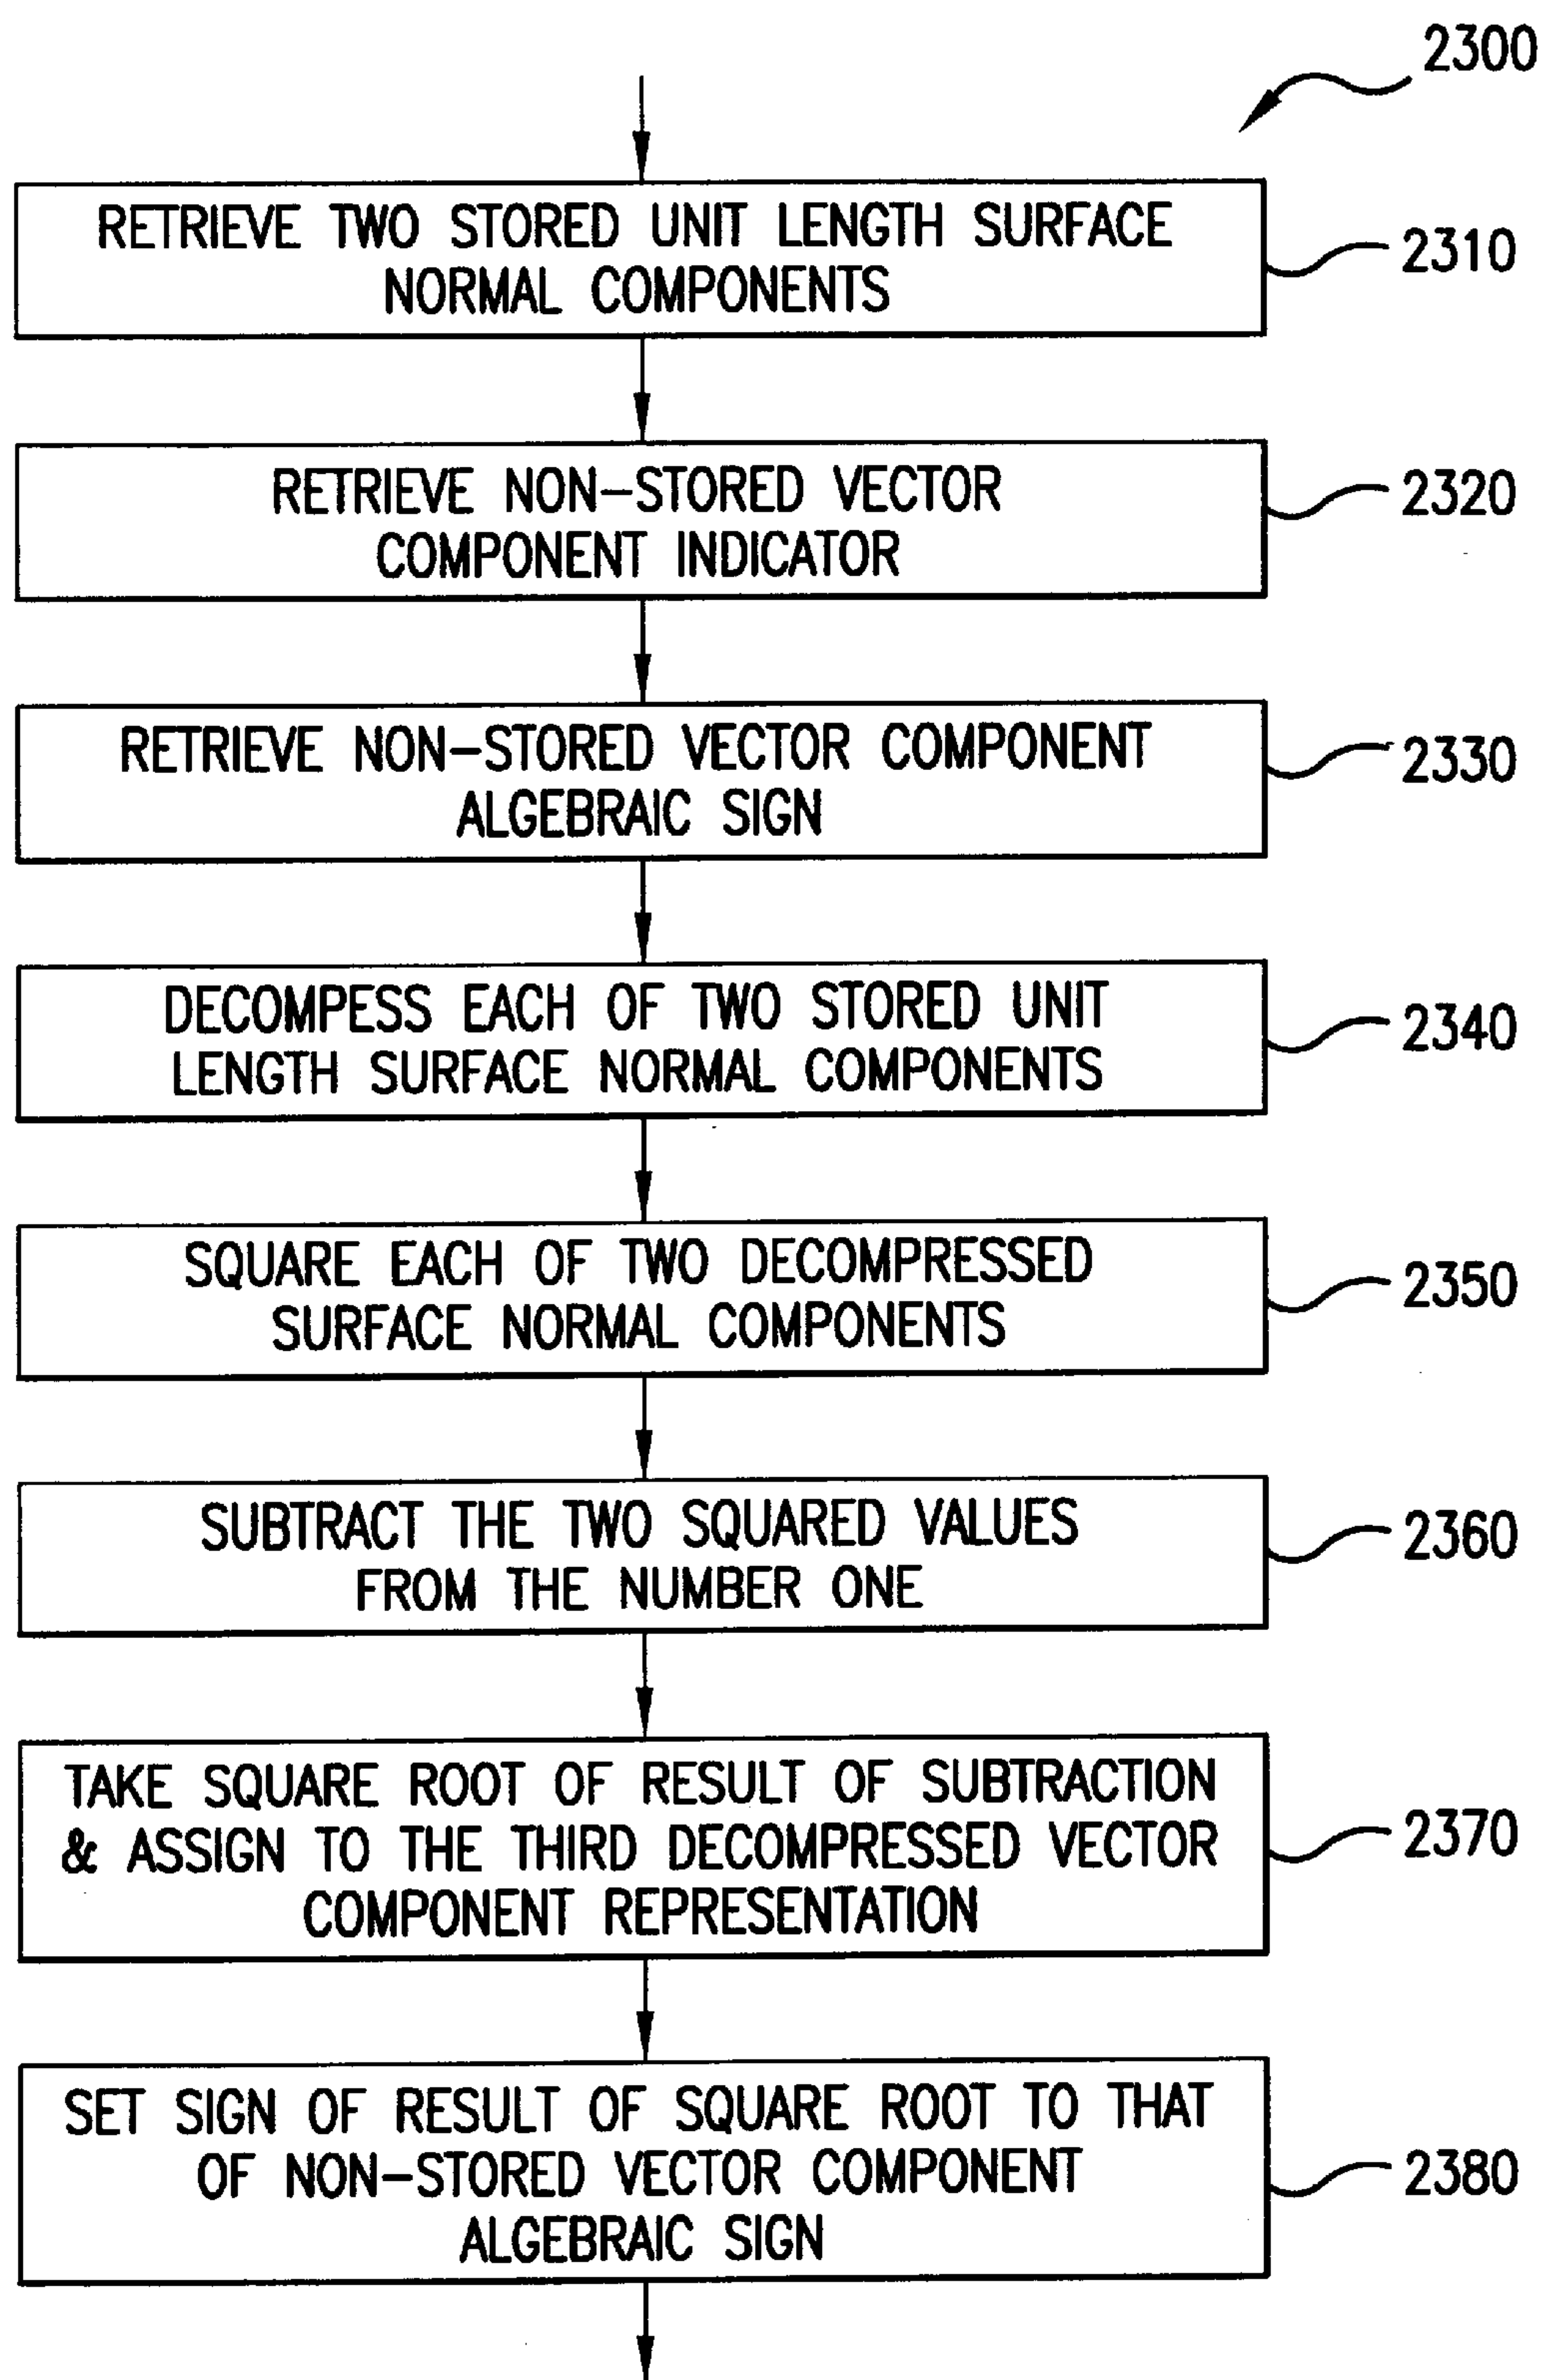 2300
RETRIEVE TWO STORED UNIT LENGTH SURFACE
NORMAL COMPONENTS
2310
RETRIEVE NON-STORED VECTOR
COMPONENT INDICATOR
2320
RETRIEVE NON-STORED VECTOR COMPONENT
ALGEBRAIC SIGN
2330
DECOMPESS EACH OF TWO STORED UNIT
LENGTH SURFACE NORMAL COMPONENTS
2340
SQUARE EACH OF TWO DECOMPRESSED
SURFACE NORMAL COMPONENTS
2350
SUBTRACT THE TWO SQUARED VALUES
FROM THE NUMBER ONE
2360
TAKE SQUARE ROOT OF RESULT OF SUBTRACTION
& ASSIGN TO THE THIRD DECOMPRESSED VECTOR
COMPONENT REPRESENTATION
2370
SET SIGN OF RESULT OF SQUARE ROOT TO THAT
OF NON-STORED VECTOR COMPONENT
ALGEBRAIC SIGN
2380